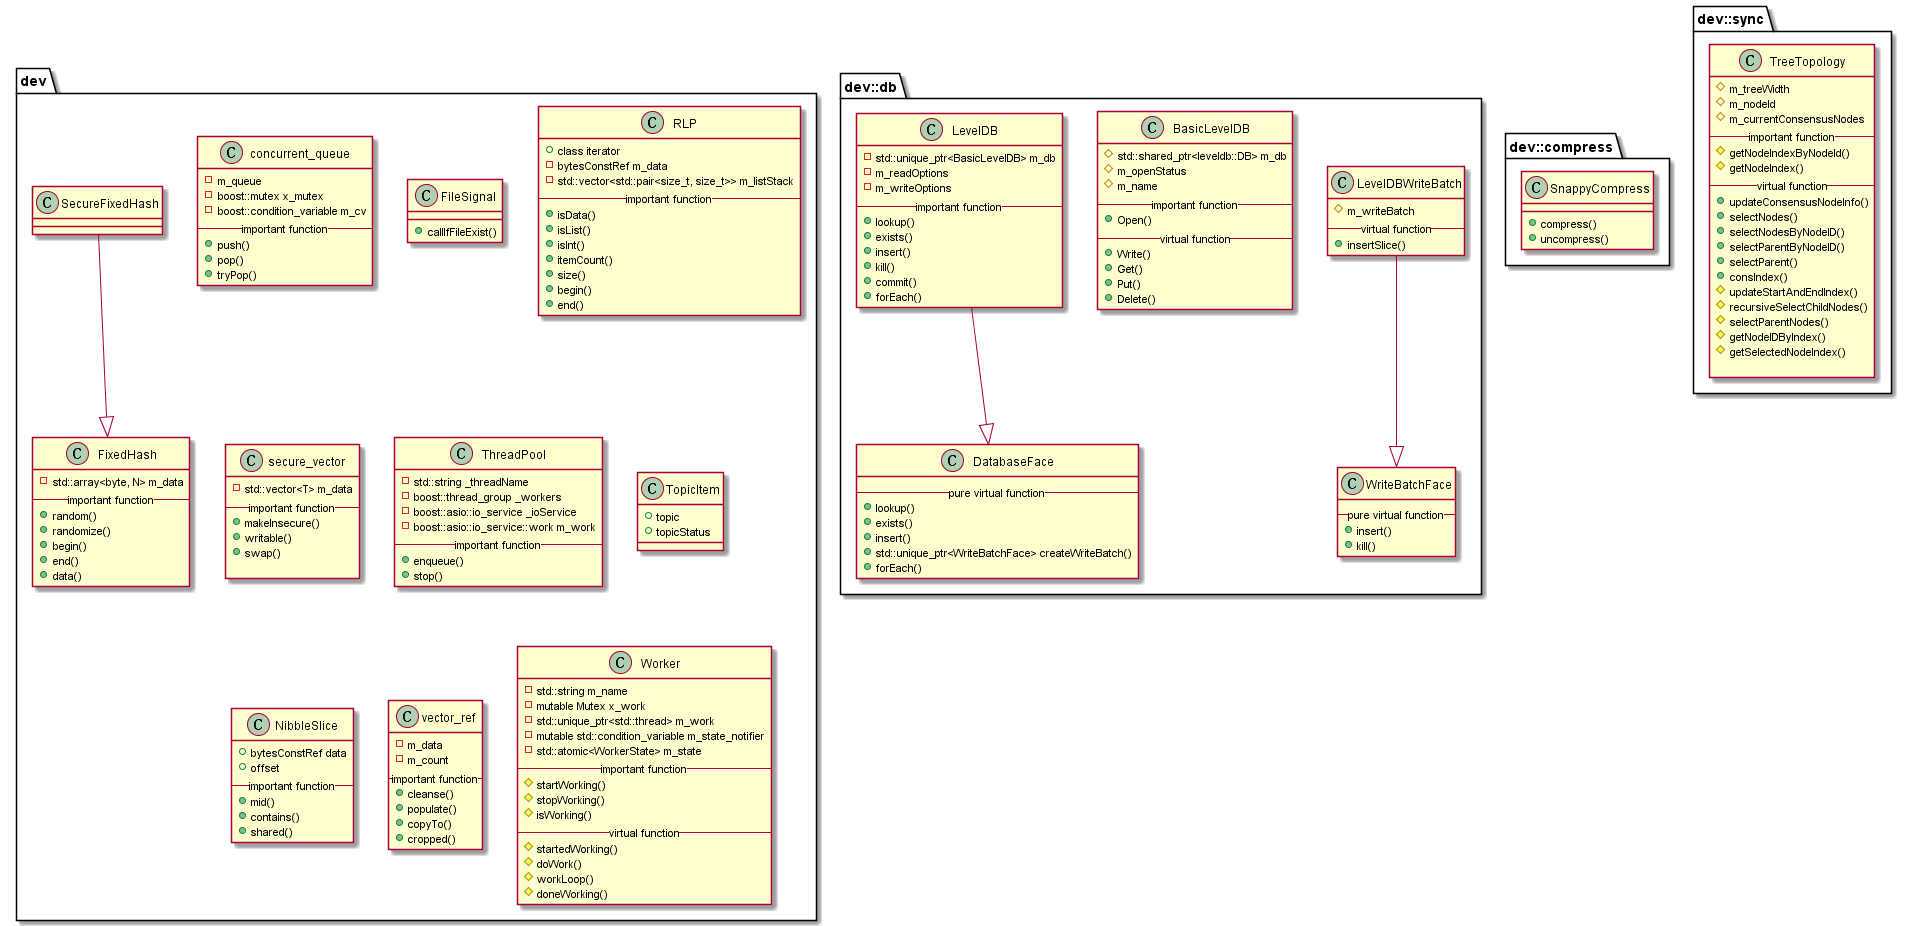 dev
C SecureFixedHash
C concurrent_queue
m_queue
boost::mutex x_mutex
boost::condition_variable m_cv
important function
push()
pop()
tryPop()
C FileSignal
callIfFileExist()
C RLP
class iterator
bytesConstRef m_data
std::vector<std::pair<size_t, size_t>> m_listStack
important function
isData()
isList()
isInt()
itemCount()
size()
begin()
end()
C FixedHash
std::array<byte, N> m_data
important function
random()
randomize()
begin()
end()
data()
C secure_vector
std::vector<T> m_data
important function
makeInsecure()
writable()
swap()
C ThreadPool
std::string _threadName
boost::thread_group _workers
boost::asio::io_service _ioService
boost::asio::io_service::work m_work
important function
enqueue()
stop()
C TopicItem
topic
topicStatus
C NibbleSlice
bytesConstRef data
offset
important function
mid()
contains()
shared()
C vector_ref
m_data
m_count
important function
cleanse()
populate()
copyTo()
cropped()
C Worker
std::string m_name
mutable Mutex x_work
std::unique_ptr<std::thread> m_work
mutable std::condition_variable m_state_notifier
std::atomic<WorkerState> m_state
important function
startWorking()
stopWorking()
isWorking()
virtual function
startedWorking()
doWork()
workLoop()
doneWorking()
dev::db
C LevelDB
std::unique_ptr<BasicLevelDB> m_db
m_readOptions
m_writeOptions
important function
lookup()
exists()
insert()
kill()
commit()
forEach()
C BasicLevelDB
std::shared_ptr<leveldb::DB> m_db
m_openStatus
m_name
important function
Open()
virtual function
Write()
Get()
Put()
Delete()
C LevelDBWriteBatch
m_writeBatch
virtual function
insertSlice()
C DatabaseFace
pure virtual function
lookup()
exists()
insert()
std::unique_ptr<WriteBatchFace> createWriteBatch()
forEach()
C WriteBatchFace
pure virtual function
insert()
kill()
dev::compress
C SnappyCompress
compress()
uncompress()
dev::sync
C TreeTopology
m_treeWidth
m_nodeId
m_currentConsensusNodes
important function
getNodeIndexByNodeId()
getNodeIndex()
virtual function
updateConsensusNodeInfo()
selectNodes()
selectNodesByNodeID()
selectParentByNodeID()
selectParent()
consIndex()
updateStartAndEndIndex()
recursiveSelectChildNodes()
selectParentNodes()
getNodeIDByIndex()
getSelectedNodeIndex()